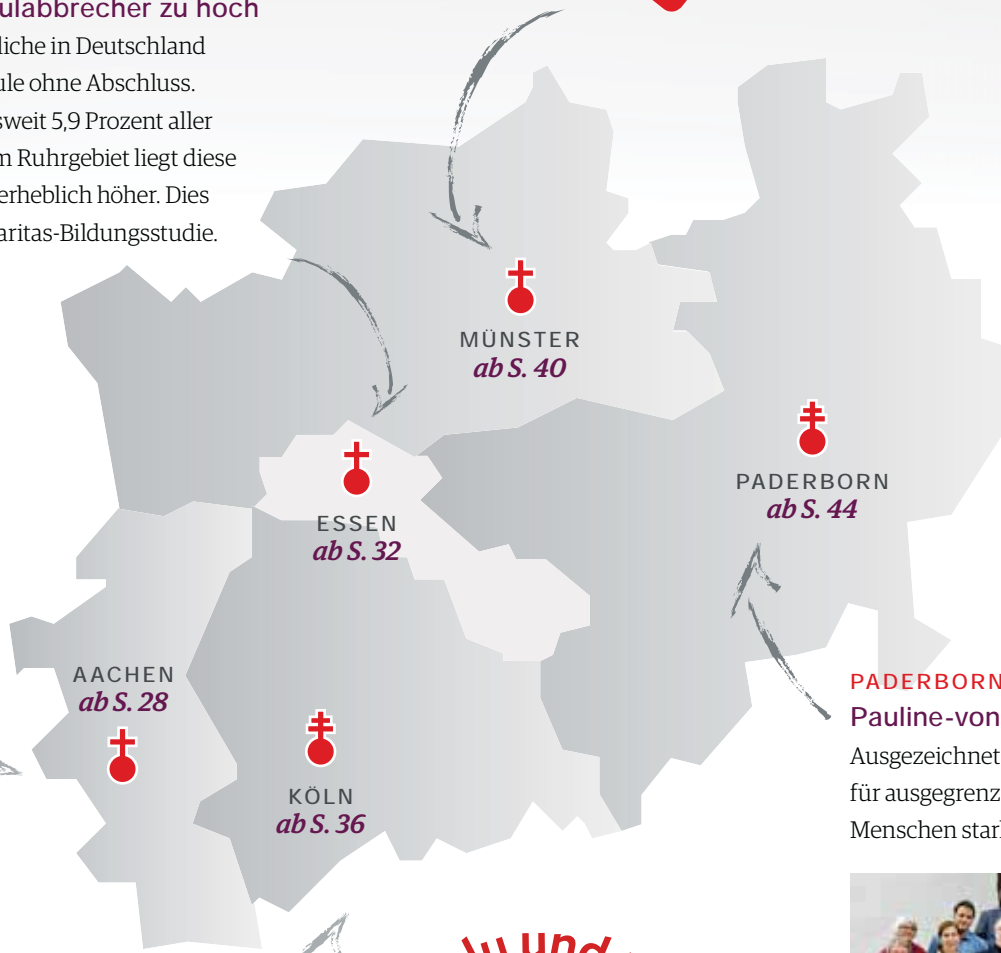 ulabbrecher zu hoch
liche in Deutschland
ule ohne Abschluss.
sweit 5,9 Prozent aller
m Ruhrgebiet liegt diese
erheblich höher. Dies
aritas-Bildungsstudie.
MÜNSTER
ab S. 40
PADERBORN
ab S. 44
ESSEN
ab S. 32
AACHEN
ab S. 28
KÖLN
ab S. 36
PADERBORN
Pauline-von
Ausgezeichnet
für ausgegrenz
Menschen star
und